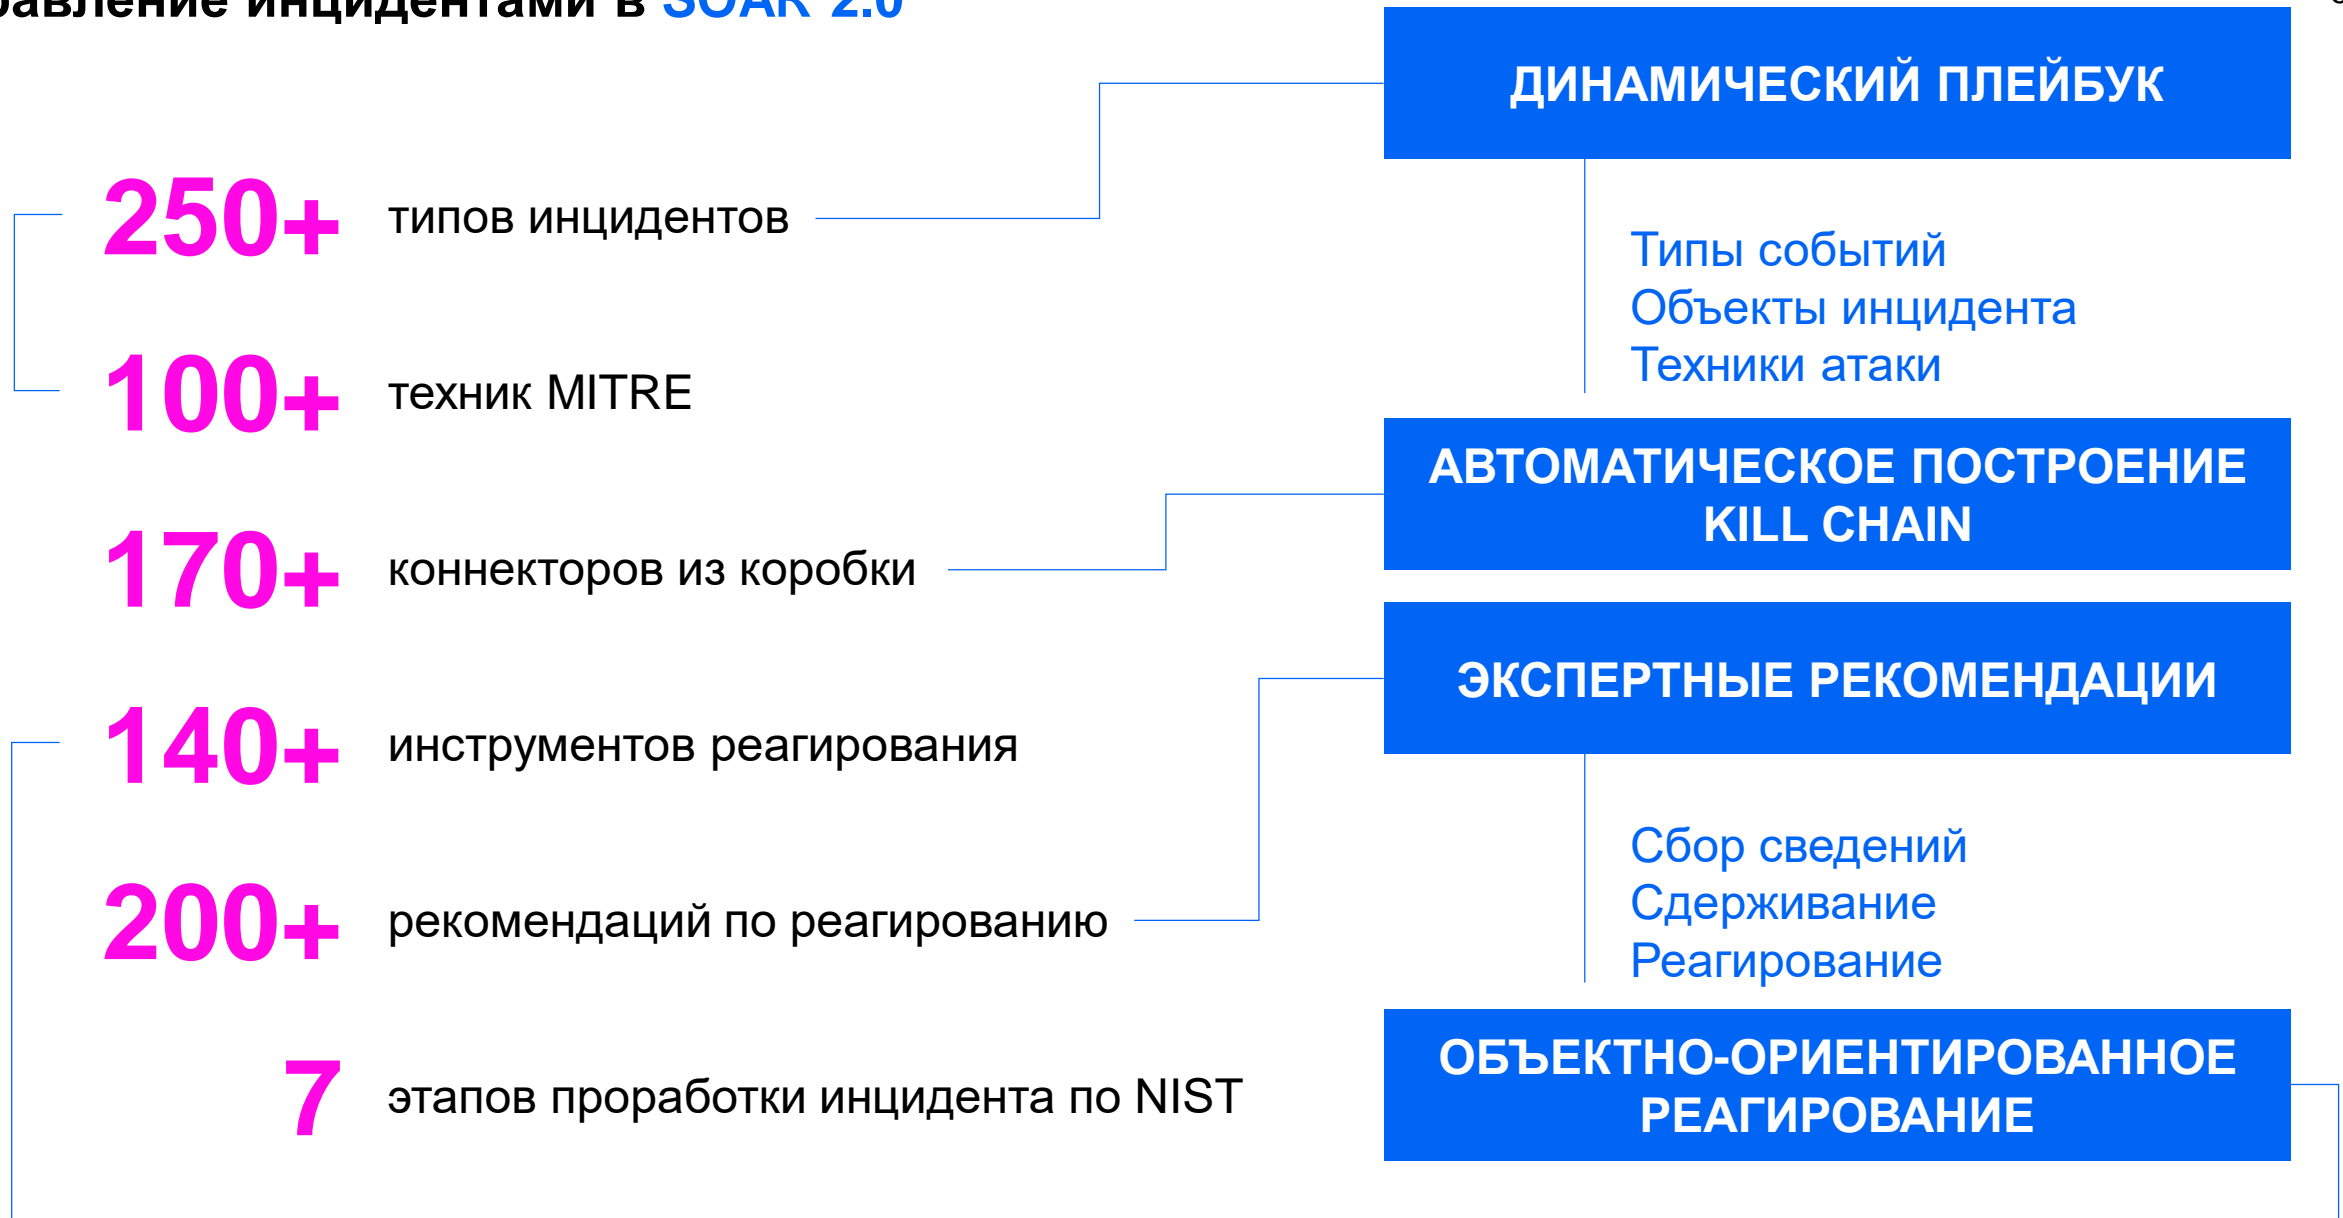 инцидентами в SOAR 2.0
250+ типов инцидентов
100+ техник MITRE
170+ коннекторов из коробки
140+ инструментов реагирования
200+ рекомендаций по реагированию
7 этапов проработки инцидента по NIST
ДИНАМИЧЕСКИЙ ПЛЕЙБУК
Типы событий
Объекты инцидента
Техники атаки
АВТОМАТИЧЕСКОЕ ПОСТРОЕНИЕ
KILL CHAIN
ЭКСПЕРТНЫЕ РЕКОМЕНДАЦИИ
Сбор сведений
Сдерживание
Реагирование
ОБЪЕКТНО-ОРИЕНТИРОВАННОЕ
РЕАГИРОВАНИЕ